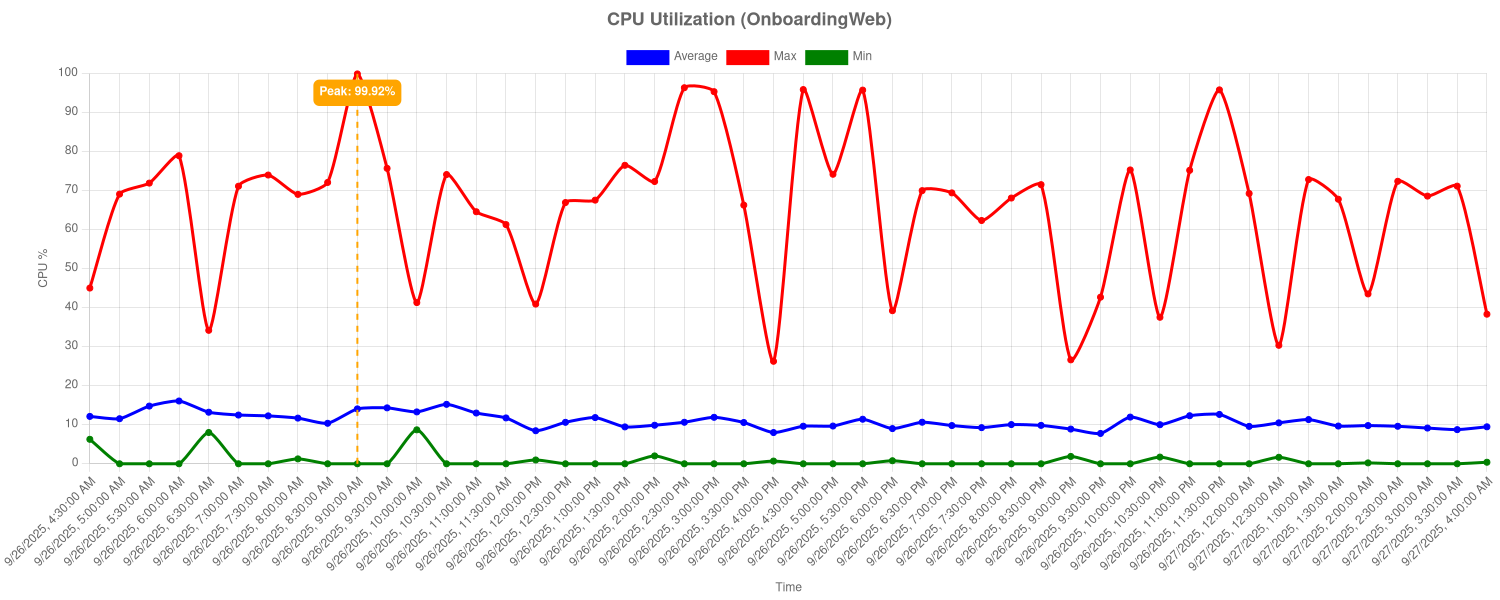 CPU Utilization (OnboardingWeb)
Average Max Min
Peak: 99.92%
CPU %
100
90
80
70
60
50
40
30
20
10
0
9/26/2025, 4:30:00 AM
9/26/2025, 5:00:00 AM
9/26/2025, 5:30:00 AM
9/26/2025, 6:00:00 AM
9/26/2025, 6:30:00 AM
9/26/2025, 7:00:00 AM
9/26/2025, 7:30:00 AM
9/26/2025, 8:00:00 AM
9/26/2025, 8:30:00 AM
9/26/2025, 9:00:00 AM
9/26/2025, 9:30:00 AM
9/26/2025, 10:00:00 AM
9/26/2025, 10:30:00 AM
9/26/2025, 11:00:00 AM
9/26/2025, 11:30:00 AM
9/26/2025, 12:00:00 PM
9/26/2025, 12:30:00 PM
9/26/2025, 1:00:00 PM
9/26/2025, 1:30:00 PM
9/26/2025, 2:00:00 PM
9/26/2025, 2:30:00 PM
9/26/2025, 3:00:00 PM
9/26/2025, 3:30:00 PM
9/26/2025, 4:00:00 PM
9/26/2025, 4:30:00 PM
9/26/2025, 5:00:00 PM
9/26/2025, 5:30:00 PM
9/26/2025, 6:00:00 PM
9/26/2025, 6:30:00 PM
9/26/2025, 7:00:00 PM
9/26/2025, 7:30:00 PM
9/26/2025, 8:00:00 PM
9/26/2025, 8:30:00 PM
9/26/2025, 9:00:00 PM
9/26/2025, 9:30:00 PM
9/26/2025, 10:00:00 PM
9/26/2025, 10:30:00 PM
9/26/2025, 11:00:00 PM
9/26/2025, 11:30:00 PM
9/27/2025, 12:00:00 AM
9/27/2025, 12:30:00 AM
9/27/2025, 1:00:00 AM
9/27/2025, 1:30:00 AM
9/27/2025, 2:00:00 AM
9/27/2025, 2:30:00 AM
9/27/2025, 3:00:00 AM
9/27/2025, 3:30:00 AM
9/27/2025, 4:00:00 AM
Time